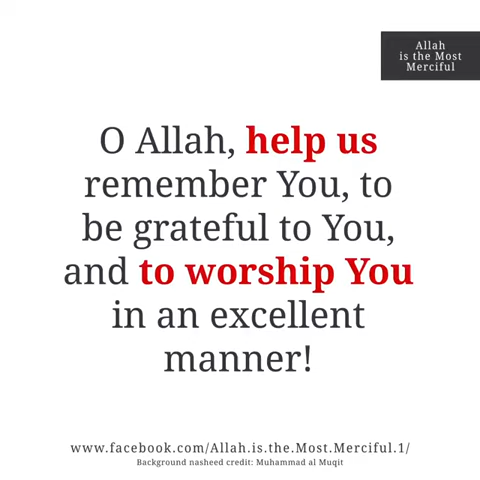 Allah
is the Most
Merciful
O Allah, help us
remember You, to
be grateful to You,
and to worship You
in an excellent
manner!
www.facebook.com/Allah.is.the.Most.Merciful.1/
Background nasheed credit: Muhammad al Muqit